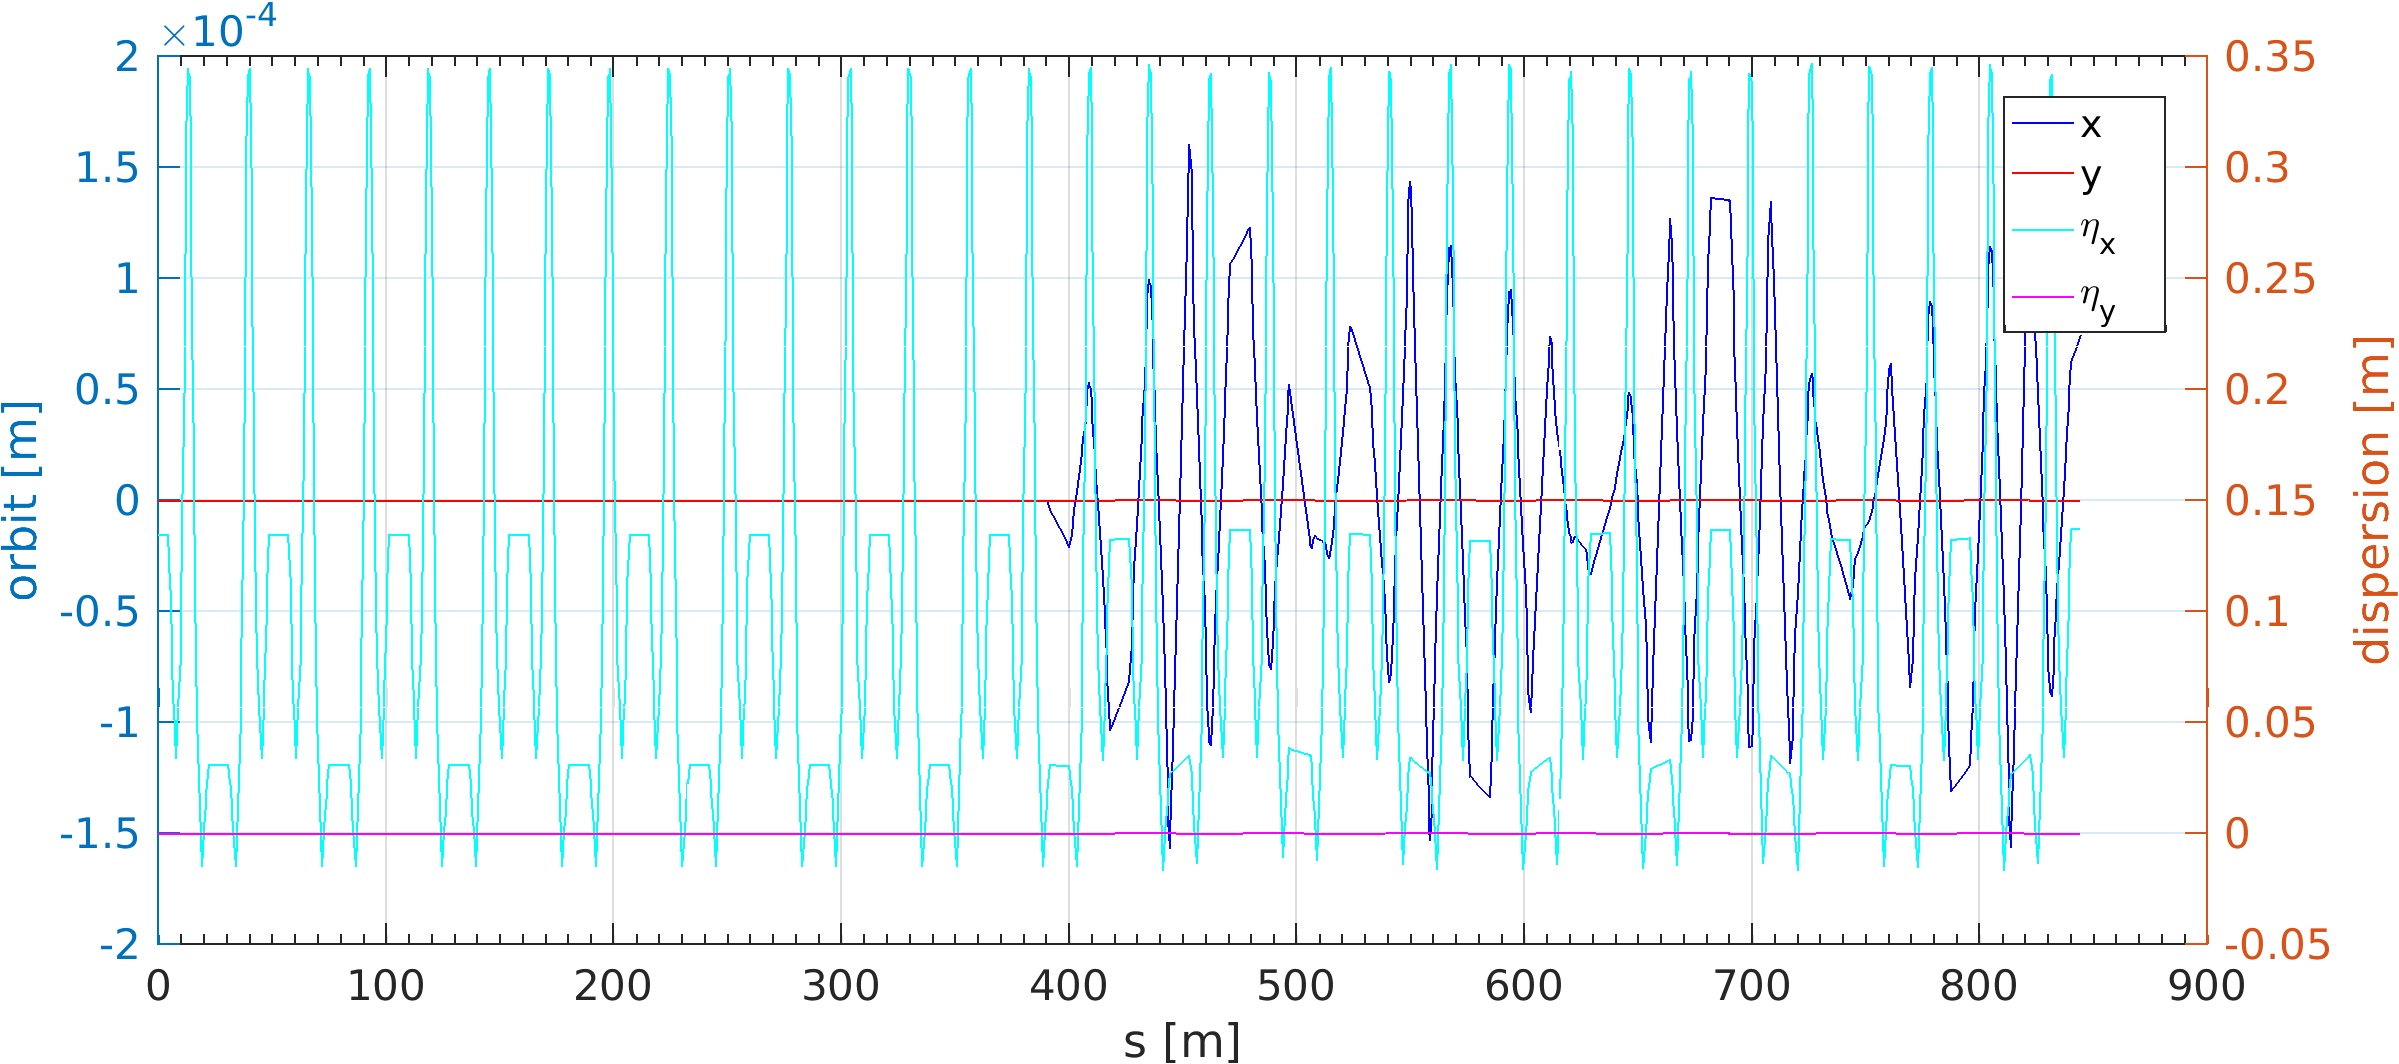 ×10⁻⁴
2
1.5
1
0.5
0
-0.5
-1
-1.5
-2
orbit [m]
0.35
0.3
0.25
0.2
0.15
0.1
0.05
0
-0.05
dispersion [m]
x
y
ηₓ
η_y
0 100 200 300 400 500 600 700 800 900
s [m]